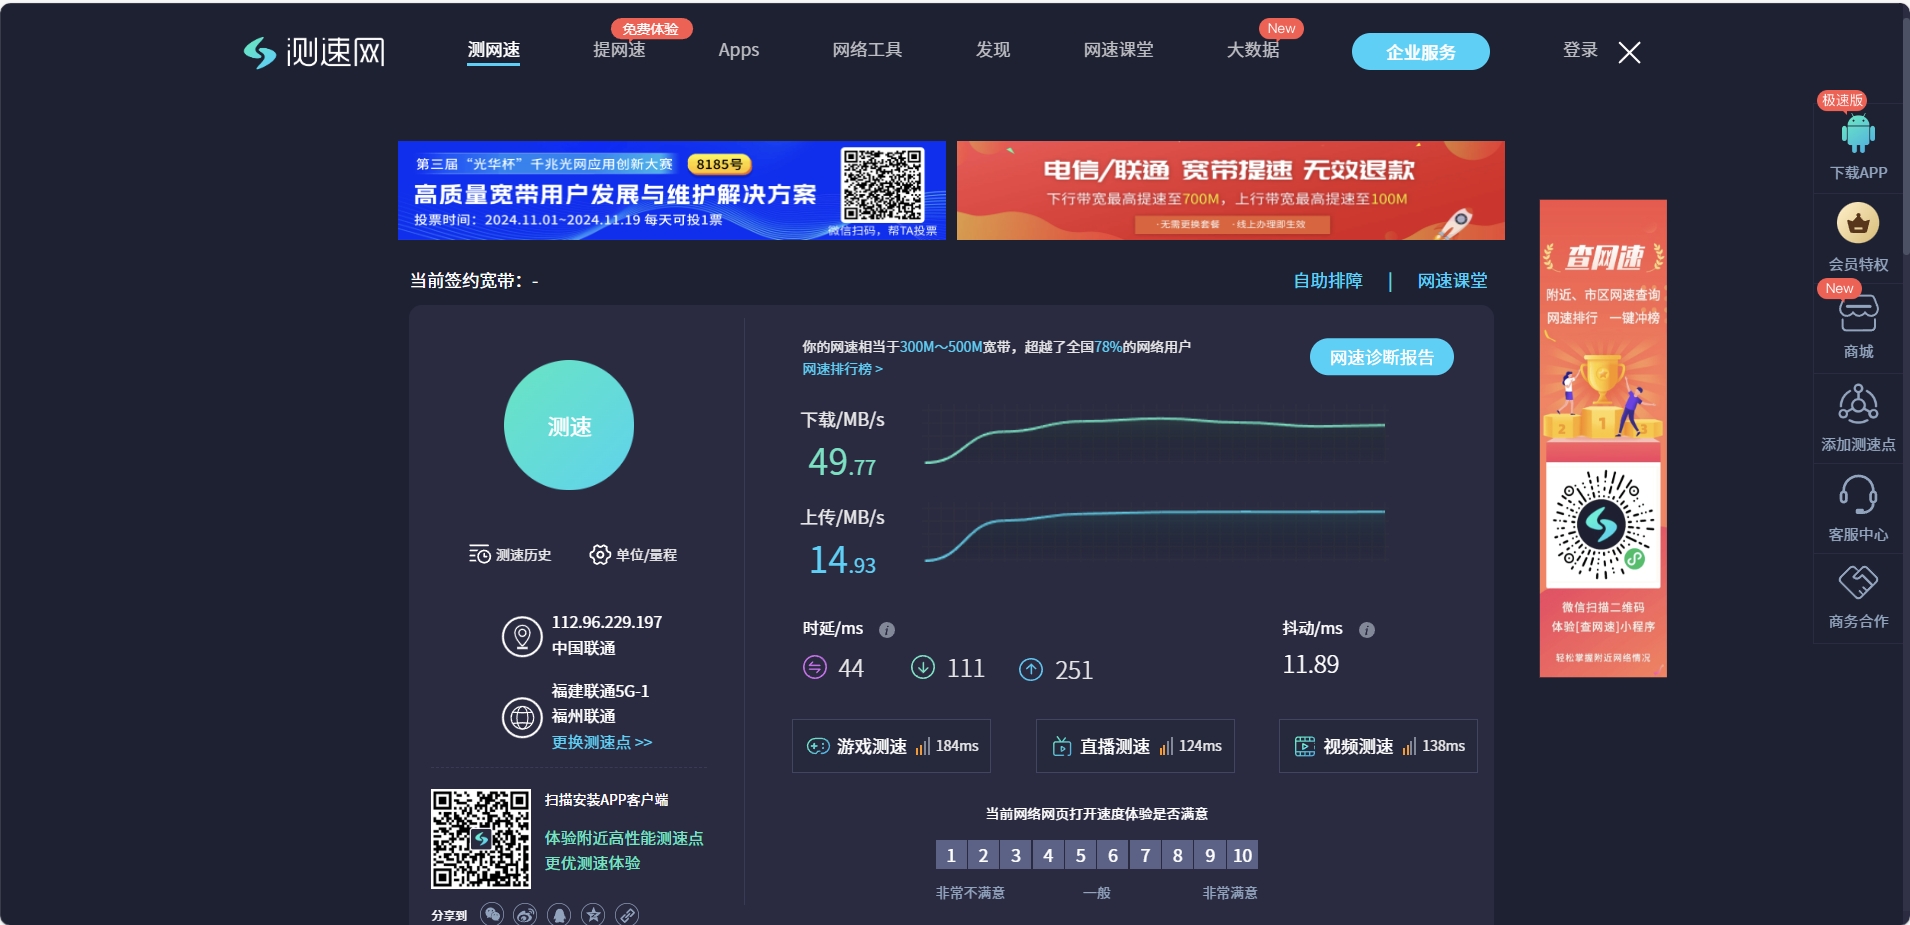 测速网
测网速
免费体验
提网速
Apps
网络工具
发现
网速课堂
New
大数据
企业服务
登录
第三届“光华杯”千兆光网应用创新大赛
8185号
高质量宽带用户发展与维护解决方案
投票时间：2024.11.01~2024.11.19 每天可投1票
微信扫码，帮TA投票
电信/联通 宽带提速 无效退款
下行带宽最高提速至700M，上行带宽最高提速至100M
·无需更换套餐 ·线上办理即生效
当前签约宽带：-
自助排障 | 网速课堂
测速
测速历史
单位/量程
112.96.229.197
中国联通
福建联通5G-1
福州联通
更换测速点 >>
扫描安装APP客户端
体验附近高性能测速点
更优测速体验
分享到
你的网速相当于300M～500M宽带，超越了全国78%的网络用户
网速排行榜 >
网速诊断报告
下载/MB/s
49.77
上传/MB/s
14.93
时延/ms
44
111
251
抖动/ms
11.89
游戏测速 184ms
直播测速 124ms
视频测速 138ms
当前网络网页打开速度体验是否满意
1 2 3 4 5 6 7 8 9 10
非常不满意 一般 非常满意
查网速
附近、市区网速查询
网速排行 一键冲榜
2 1 3
微信扫描二维码
体验[查网速]小程序
轻松掌握附近网络情况
极速版
下载APP
会员特权
New
商城
添加测速点
客服中心
商务合作